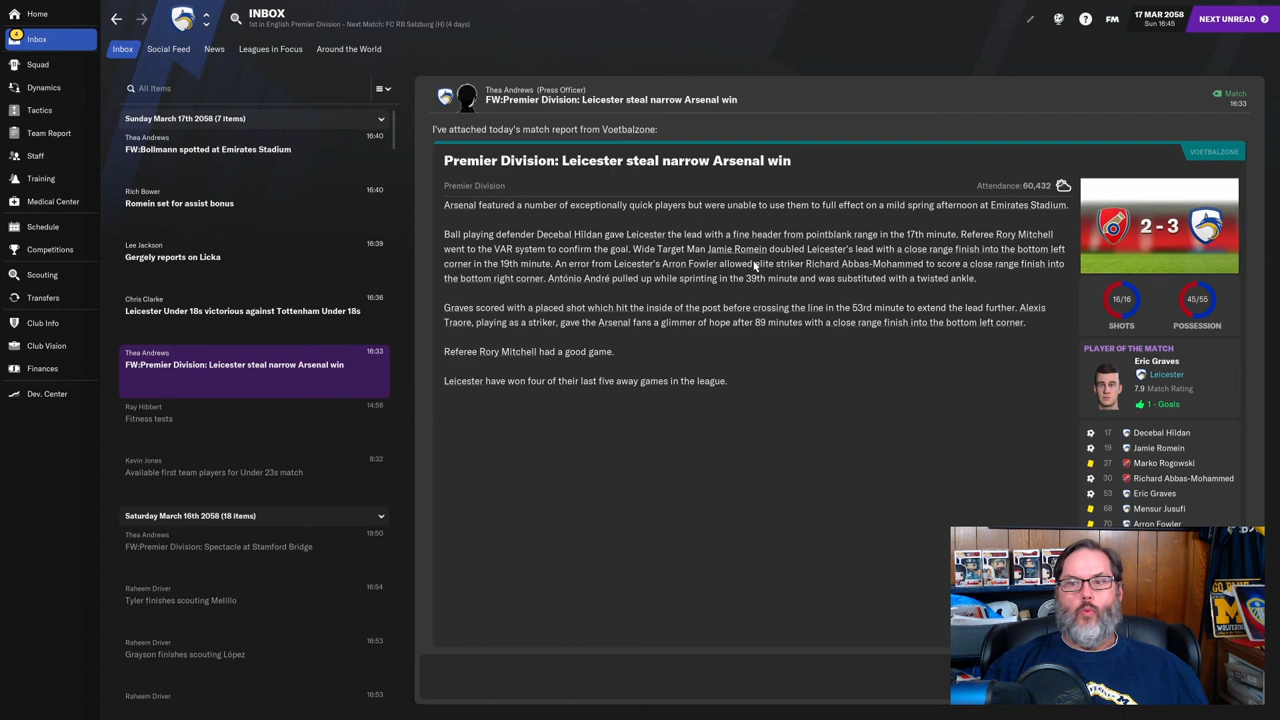 Home
Inbox
4
Squad
Dynamics
Tactics
Team Report
Staff
Training
Medical Center
Schedule
Competitions
Scouting
Transfers
Club Info
Club Vision
Finances
Dev. Center
INBOX
1st in English Premier Division - Next Match: FC RB Salzburg (H) (4 days)
FM
17 MAR 2058
Sun 16:45
NEXT UNREAD
Inbox
Social Feed
News
Leagues in Focus
Around the World
All Items
Sunday March 17th 2058 (7 items)
Thea Andrews 16:40
FW:Bollmann spotted at Emirates Stadium
Rich Bower 16:40
Romein set for assist bonus
Lee Jackson 16:39
Gergely reports on Licka
Chris Clarke 16:36
Leicester Under 18s victorious against Tottenham Under 18s
Thea Andrews 16:33
FW:Premier Division: Leicester steal narrow Arsenal win
Ray Hibbert 14:56
Fitness tests
Kevin Jones 8:32
Available first team players for Under 23s match
Saturday March 16th 2058 (18 items)
Thea Andrews 19:50
FW:Premier Division: Spectacle at Stamford Bridge
Raheem Driver 16:54
Tyler finishes scouting Melillo
Raheem Driver 16:53
Grayson finishes scouting López
Raheem Driver 16:53
Thea Andrews (Press Officer)
FW:Premier Division: Leicester steal narrow Arsenal win
Match
16:33
I've attached today's match report from Voetbalzone:
Premier Division: Leicester steal narrow Arsenal win
VOETBALZONE
Premier Division
Attendance: 60,432
Arsenal featured a number of exceptionally quick players but were unable to use them to full effect on a mild spring afternoon at Emirates Stadium.
Ball playing defender Decebal Hildan gave Leicester the lead with a fine header from pointblank range in the 17th minute. Referee Rory Mitchell
went to the VAR system to confirm the goal. Wide Target Man Jamie Romein doubled Leicester's lead with a close range finish into the bottom left
corner in the 19th minute. An error from Leicester's Arron Fowler allowed elite striker Richard Abbas-Mohammed to score a close range finish into
the bottom right corner. António André pulled up while sprinting in the 39th minute and was substituted with a twisted ankle.
Graves scored with a placed shot which hit the inside of the post before crossing the line in the 53rd minute to extend the lead further. Alexis
Traore, playing as a striker, gave the Arsenal fans a glimmer of hope after 89 minutes with a close range finish into the bottom left corner.
Referee Rory Mitchell had a good game.
Leicester have won four of their last five away games in the league.
2 - 3
16/16
SHOTS
45/55
POSSESSION
PLAYER OF THE MATCH
Eric Graves
Leicester
7.9 Match Rating
1 - Goals
17 Decebal Hildan
19 Jamie Romein
27 Marko Rogowski
30 Richard Abbas-Mohammed
53 Eric Graves
68 Mensur Jusufi
70 Arron Fowler